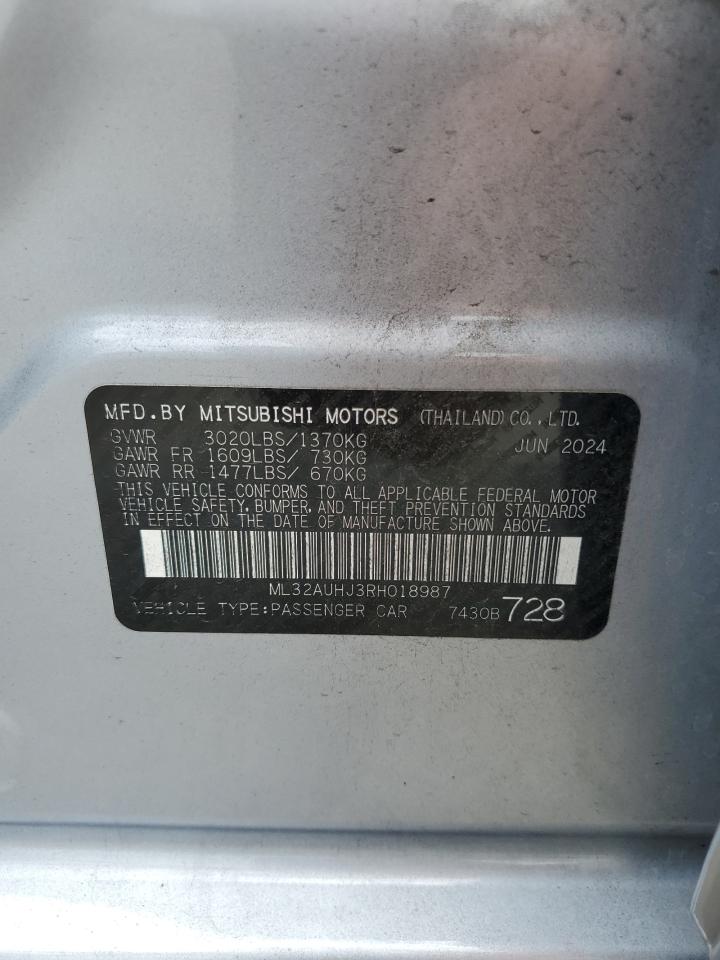 MFD.BY MITSUBISHI MOTORS (THAILAND) CO.,LTD.
GVWR 3020LBS/1370KG JUN 2024
GAWR FR 1609LBS/ 730KG
GAWR RR 1477LBS/ 670KG
THIS VEHICLE CONFORMS TO ALL APPLICABLE FEDERAL MOTOR
VEHICLE SAFETY, BUMPER, AND THEFT PREVENTION STANDARDS
IN EFFECT ON THE DATE OF MANUFACTURE SHOWN ABOVE.
ML32AUHJ3RH018987
VEHICLE TYPE:PASSENGER CAR 7430B 728